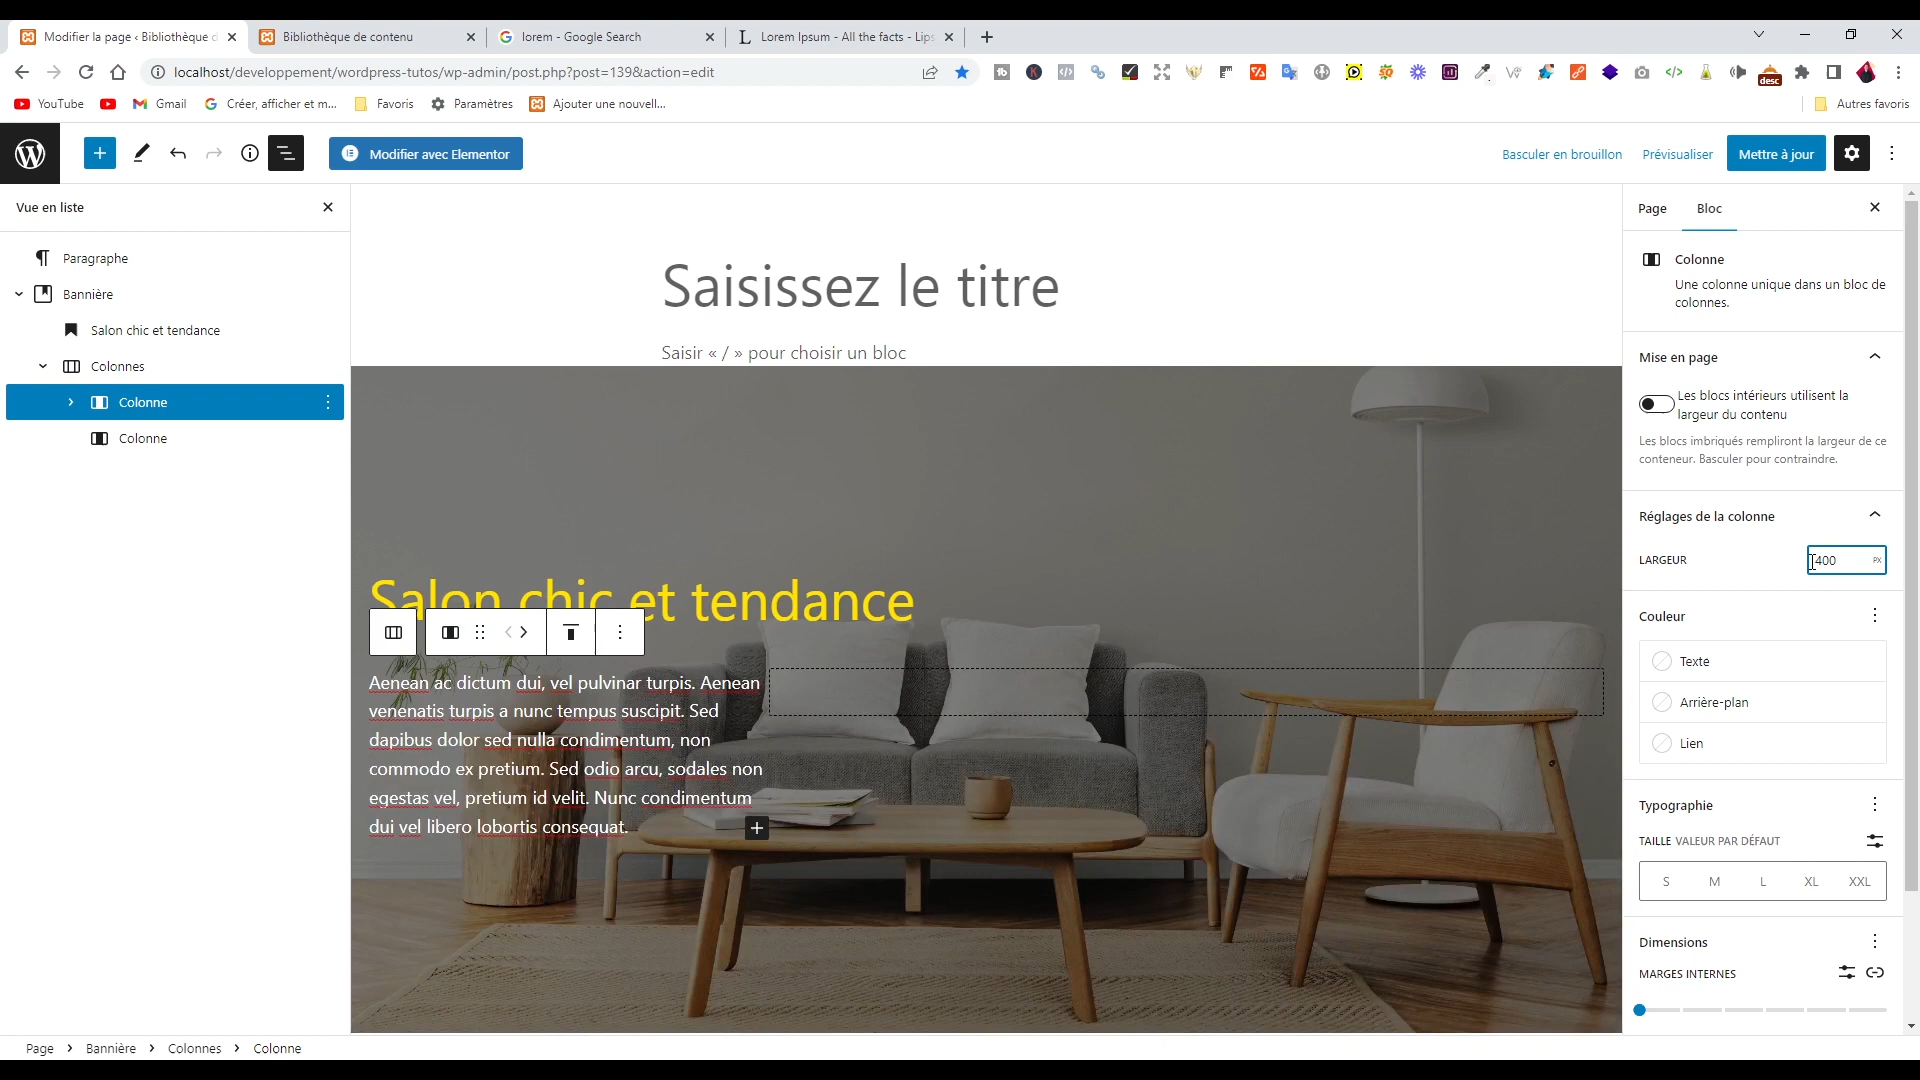 Modifier la page ‹ Bibliothèque d
Bibliothèque de contenu
lorem - Google Search
Lorem Ipsum - All the facts - Lips
localhost/developpement/wordpress-tutos/wp-admin/post.php?post=139&action=edit
YouTube
Gmail
Créer, afficher et m...
Favoris
Paramètres
Ajouter une nouvell...
Autres favoris
Modifier avec Elementor
Basculer en brouillon
Prévisualiser
Mettre à jour
Vue en liste
Paragraphe
Bannière
Salon chic et tendance
Colonnes
Colonne
Colonne
Saisissez le titre
Saisir « / » pour choisir un bloc
Salon chic et tendance
Aenean ac dictum dui, vel pulvinar turpis. Aenean
venenatis turpis a nunc tempus suscipit. Sed
dapibus dolor sed nulla condimentum, non
commodo ex pretium. Sed odio arcu, sodales non
egestas vel, pretium id velit. Nunc condimentum
dui vel libero lobortis consequat.
Page
Bloc
Colonne
Une colonne unique dans un bloc de
colonnes.
Mise en page
Les blocs intérieurs utilisent la
largeur du contenu
Les blocs imbriqués rempliront la largeur de ce
conteneur. Basculer pour contraindre.
Réglages de la colonne
LARGEUR
400
PX
Couleur
Texte
Arrière-plan
Lien
Typographie
TAILLE VALEUR PAR DÉFAUT
S M L XL XXL
Dimensions
MARGES INTERNES
Page › Bannière › Colonnes › Colonne